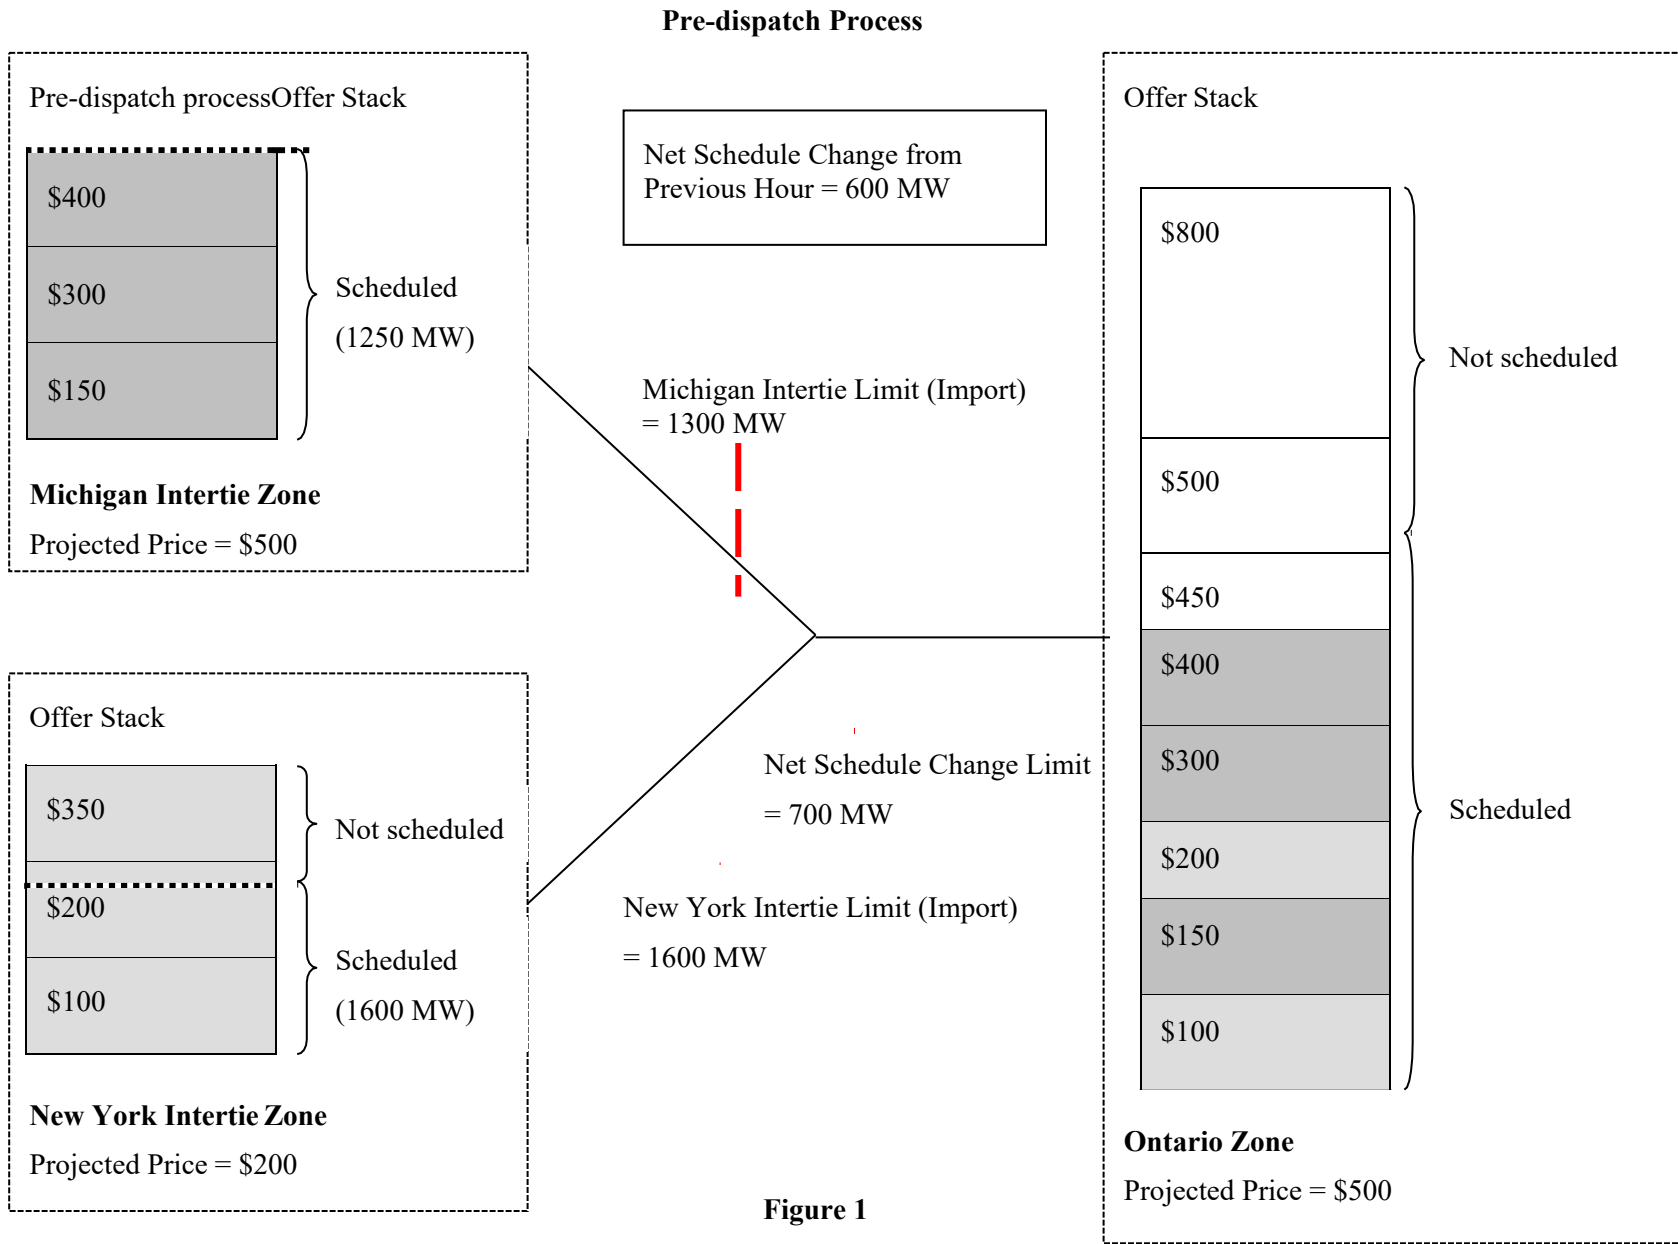 Pre-dispatch Process
Pre-dispatch processOffer Stack
$400
$300
$150
Scheduled
(1250 MW)
Michigan Intertie Zone
Projected Price = $500
Net Schedule Change from
Previous Hour = 600 MW
Michigan Intertie Limit (Import)
= 1300 MW
Offer Stack
$350
$200
$100
Not scheduled
Scheduled
(1600 MW)
New York Intertie Zone
Projected Price = $200
Net Schedule Change Limit
= 700 MW
New York Intertie Limit (Import)
= 1600 MW
Offer Stack
$800
$500
$450
$400
$300
$200
$150
$100
Not scheduled
Scheduled
Ontario Zone
Projected Price = $500
Figure 1